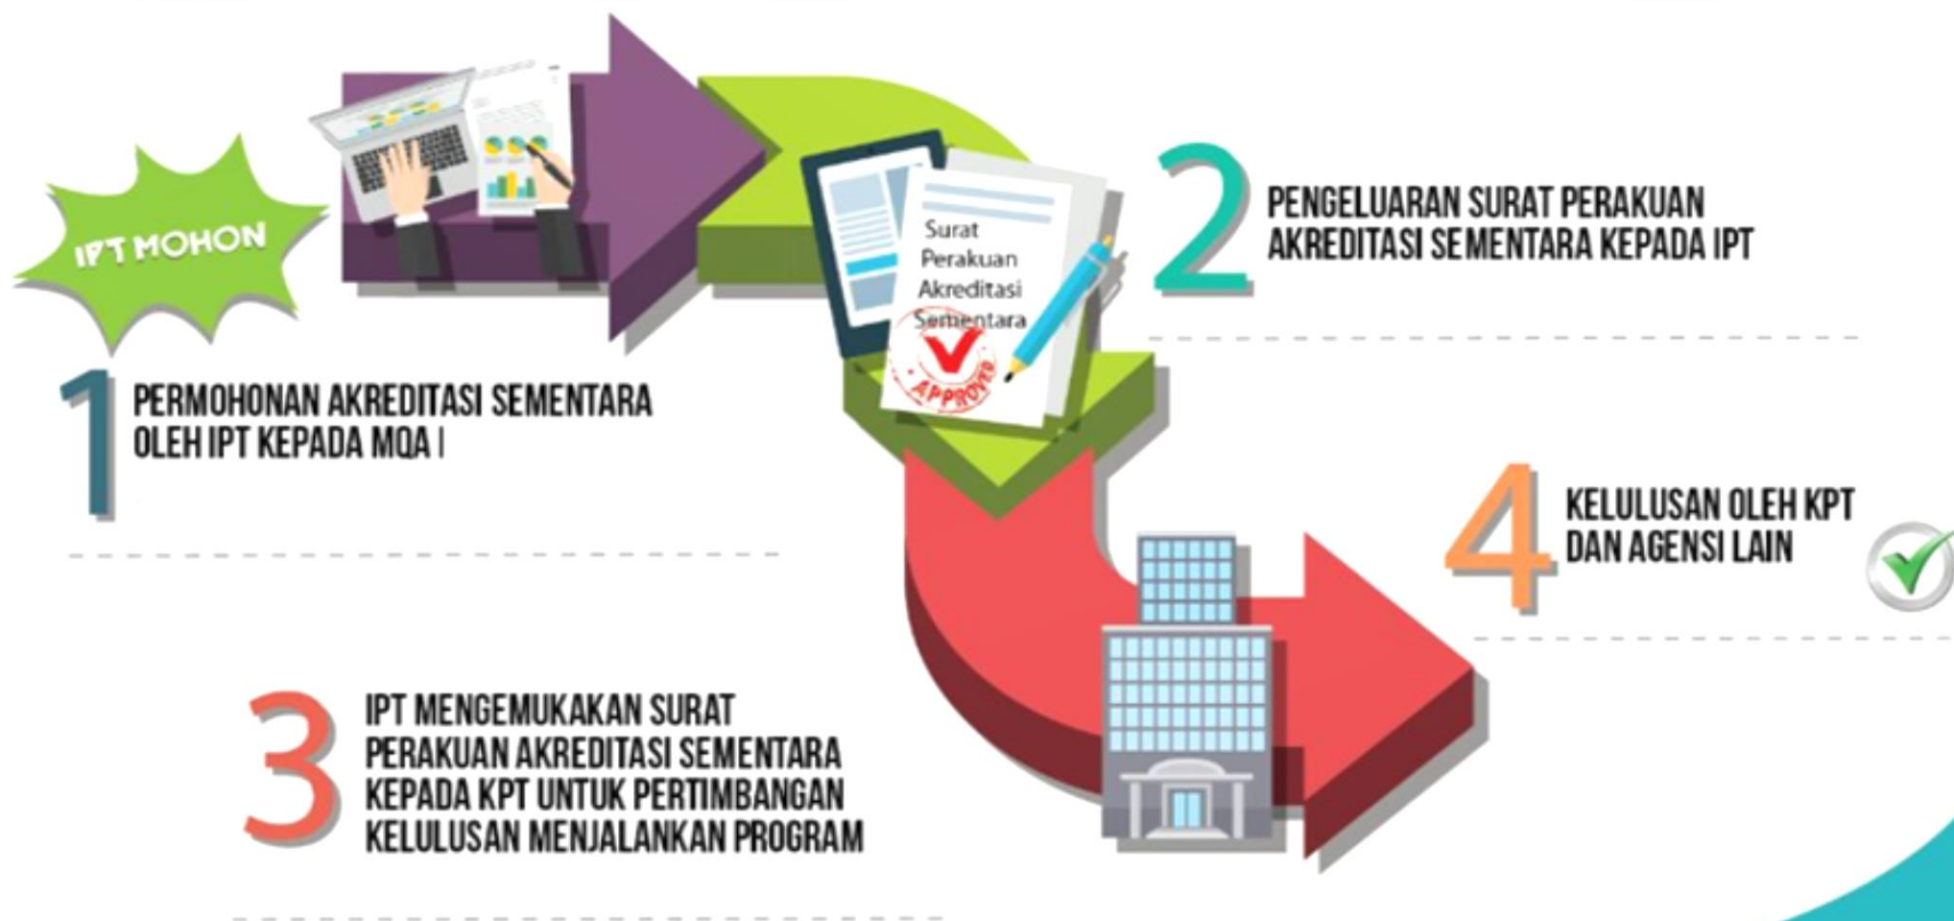 IPT MOHON
1
PERMOHONAN AKREDITASI SEMENTARA
OLEH IPT KEPADA MQA |
Surat
Perakuan
Akreditasi
Sementara
APPROVED
2
PENGELUARAN SURAT PERAKUAN
AKREDITASI SEMENTARA KEPADA IPT
3
IPT MENGEMUKAKAN SURAT
PERAKUAN AKREDITASI SEMENTARA
KEPADA KPT UNTUK PERTIMBANGAN
KELULUSAN MENJALANKAN PROGRAM
4
KELULUSAN OLEH KPT
DAN AGENSI LAIN